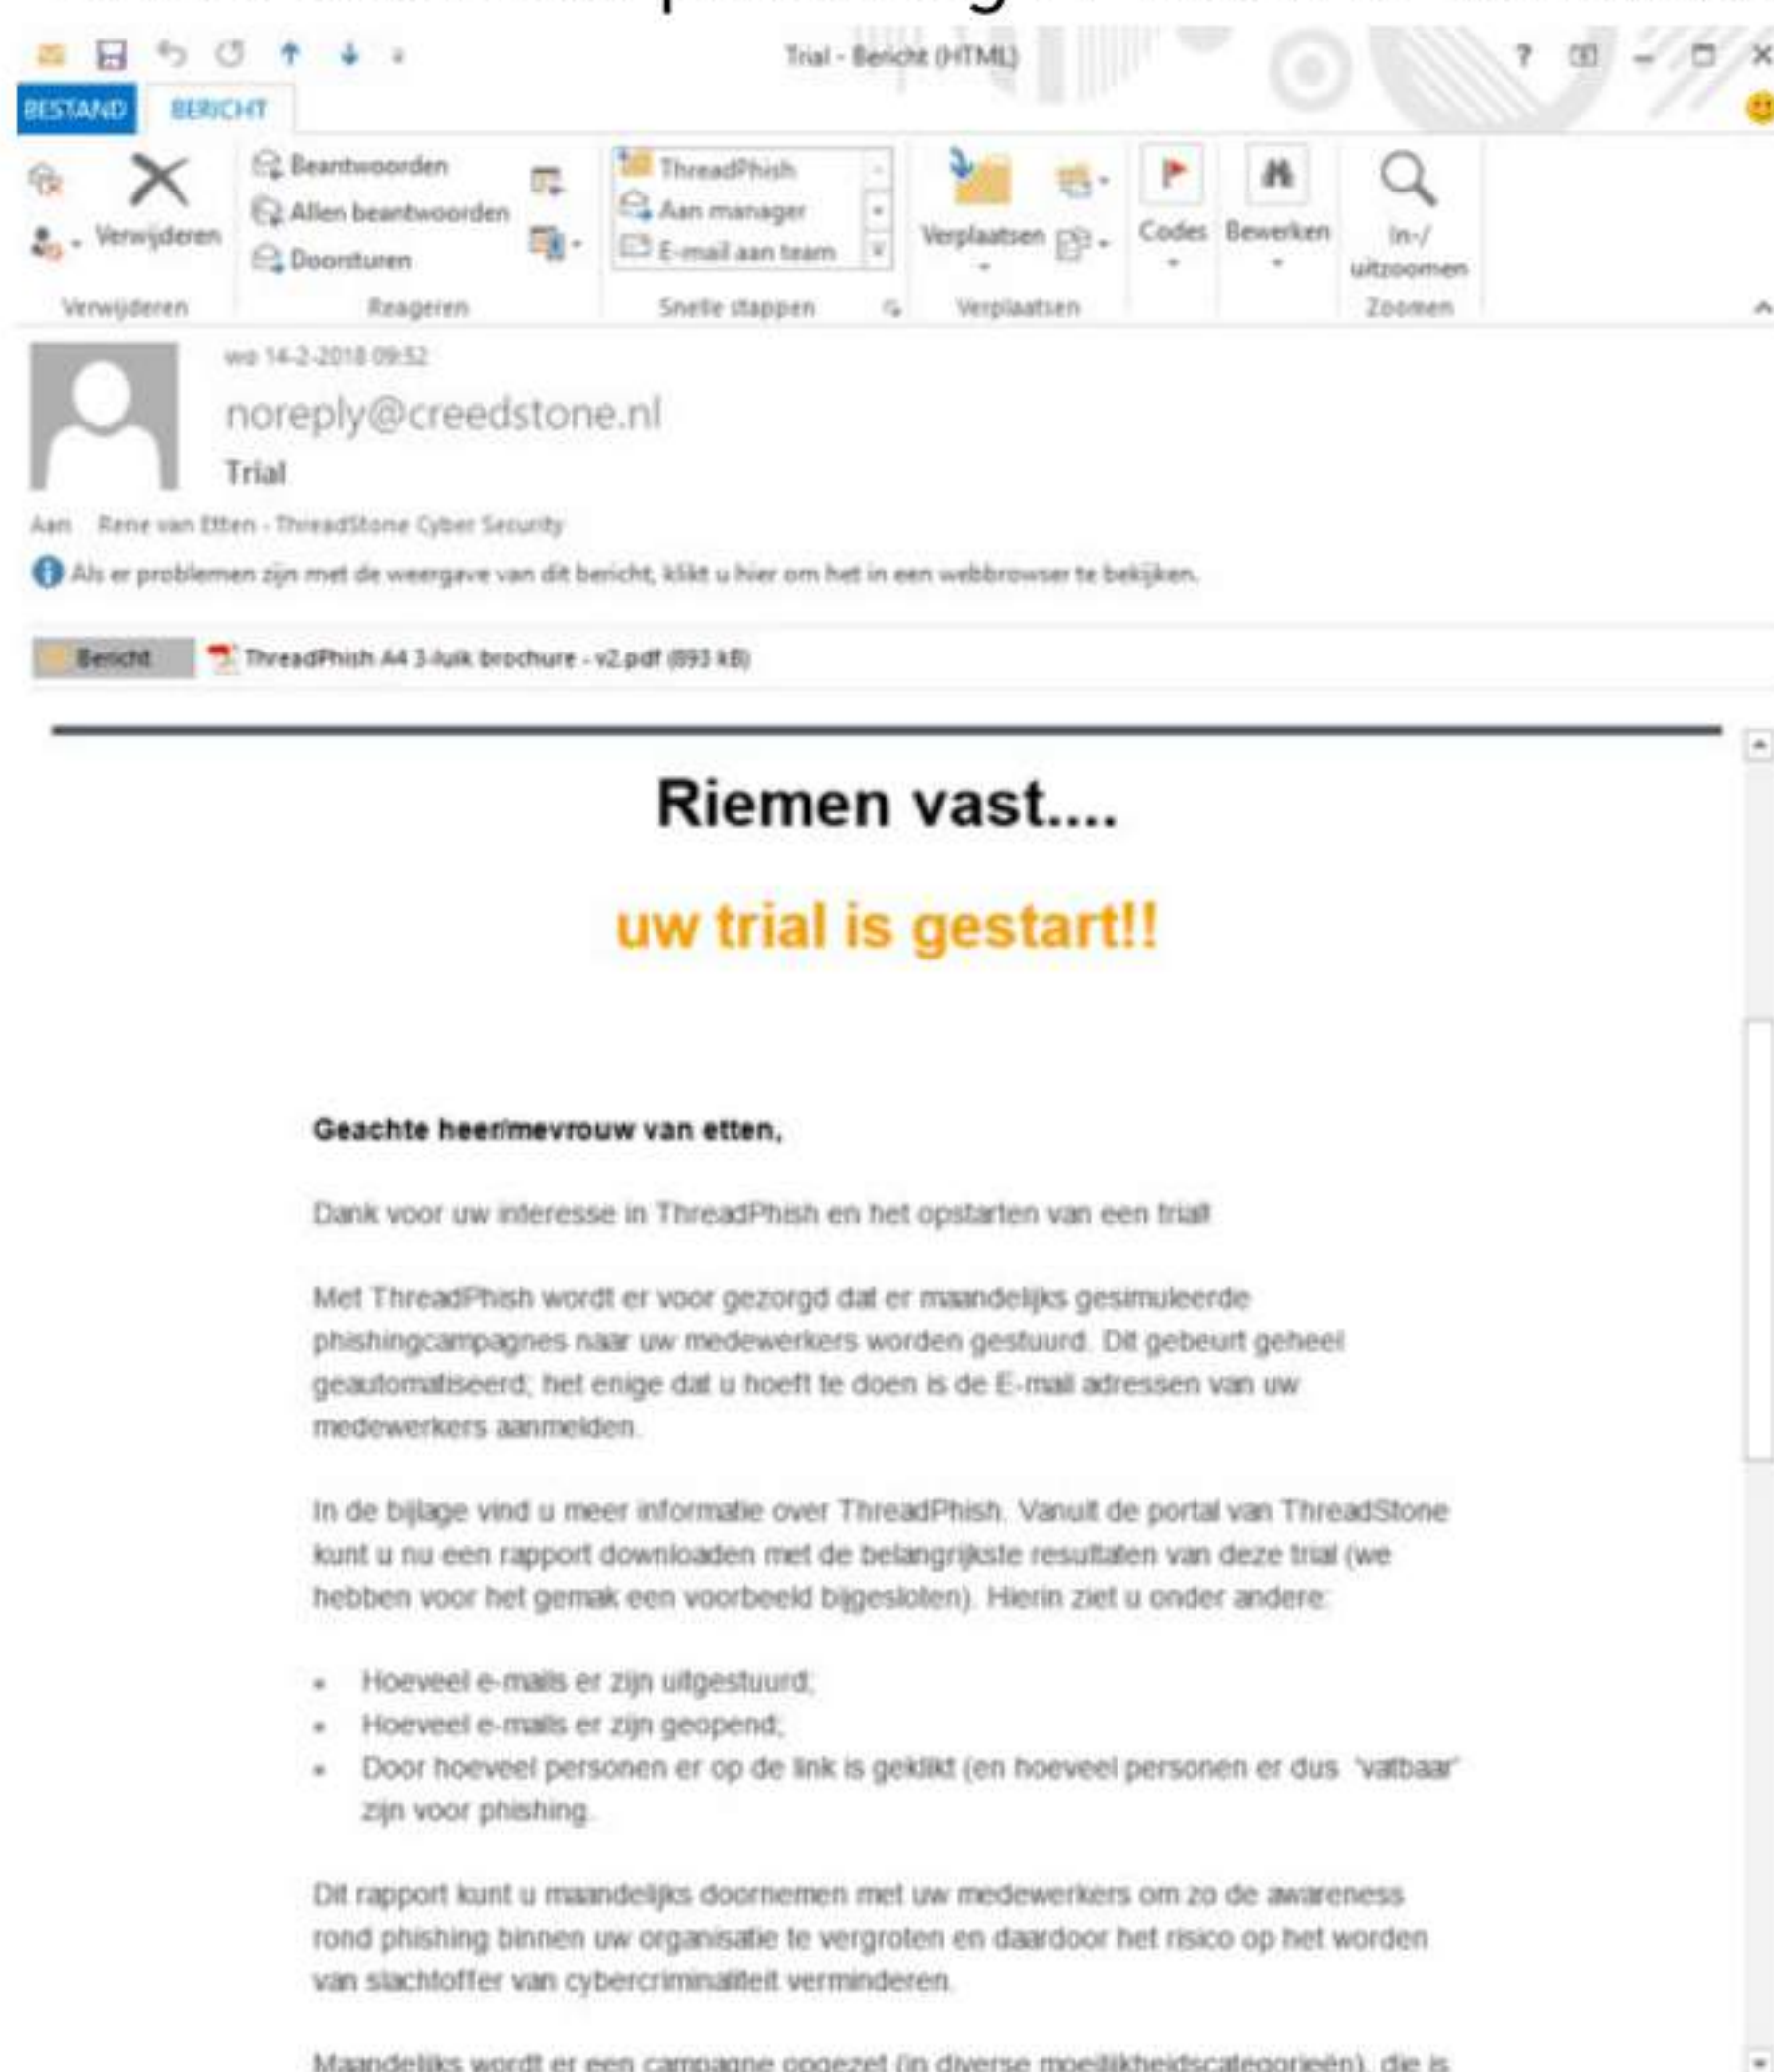 Trial - Bericht (HTML)
?
BESTAND BERICHT
Verwijderen
Beantwoorden
Allen beantwoorden
Doorsturen
ThreadPhish
Aan manager
E-mail aan team
Verplaatsen
Codes
Bewerken
In-/
uitzoomen
Verwijderen Reageren Snelle stappen Verplaatsen Zoomen
wo 14-2-2018 09:52
noreply@creedstone.nl
Trial
Aan Rene van Etten - ThreadStone Cyber Security
Als er problemen zijn met de weergave van dit bericht, klikt u hier om het in een webbrowser te bekijken.
Bericht ThreadPhish A4 3-luik brochure - v2.pdf (893 kB)
Riemen vast....
uw trial is gestart!!
Geachte heer/mevrouw van etten,
Dank voor uw interesse in ThreadPhish en het opstarten van een trial!
Met ThreadPhish wordt er voor gezorgd dat er maandelijks gesimuleerde
phishingcampagnes naar uw medewerkers worden gestuurd. Dit gebeurt geheel
geautomatiseerd; het enige dat u hoeft te doen is de E-mail adressen van uw
medewerkers aanmelden.
In de bijlage vind u meer informatie over ThreadPhish. Vanuit de portal van ThreadStone
kunt u nu een rapport downloaden met de belangrijkste resultaten van deze trial (we
hebben voor het gemak een voorbeeld bijgesloten). Hierin ziet u onder andere:
• Hoeveel e-mails er zijn uitgestuurd;
• Hoeveel e-mails er zijn geopend;
• Door hoeveel personen er op de link is geklikt (en hoeveel personen er dus 'vatbaar'
zijn voor phishing.
Dit rapport kunt u maandelijks doornemen met uw medewerkers om zo de awareness
rond phishing binnen uw organisatie te vergroten en daardoor het risico op het worden
van slachtoffer van cybercriminaliteit verminderen.
Maandelijks wordt er een campagne opgezet (in diverse moeilijkheidscategorieën), die is